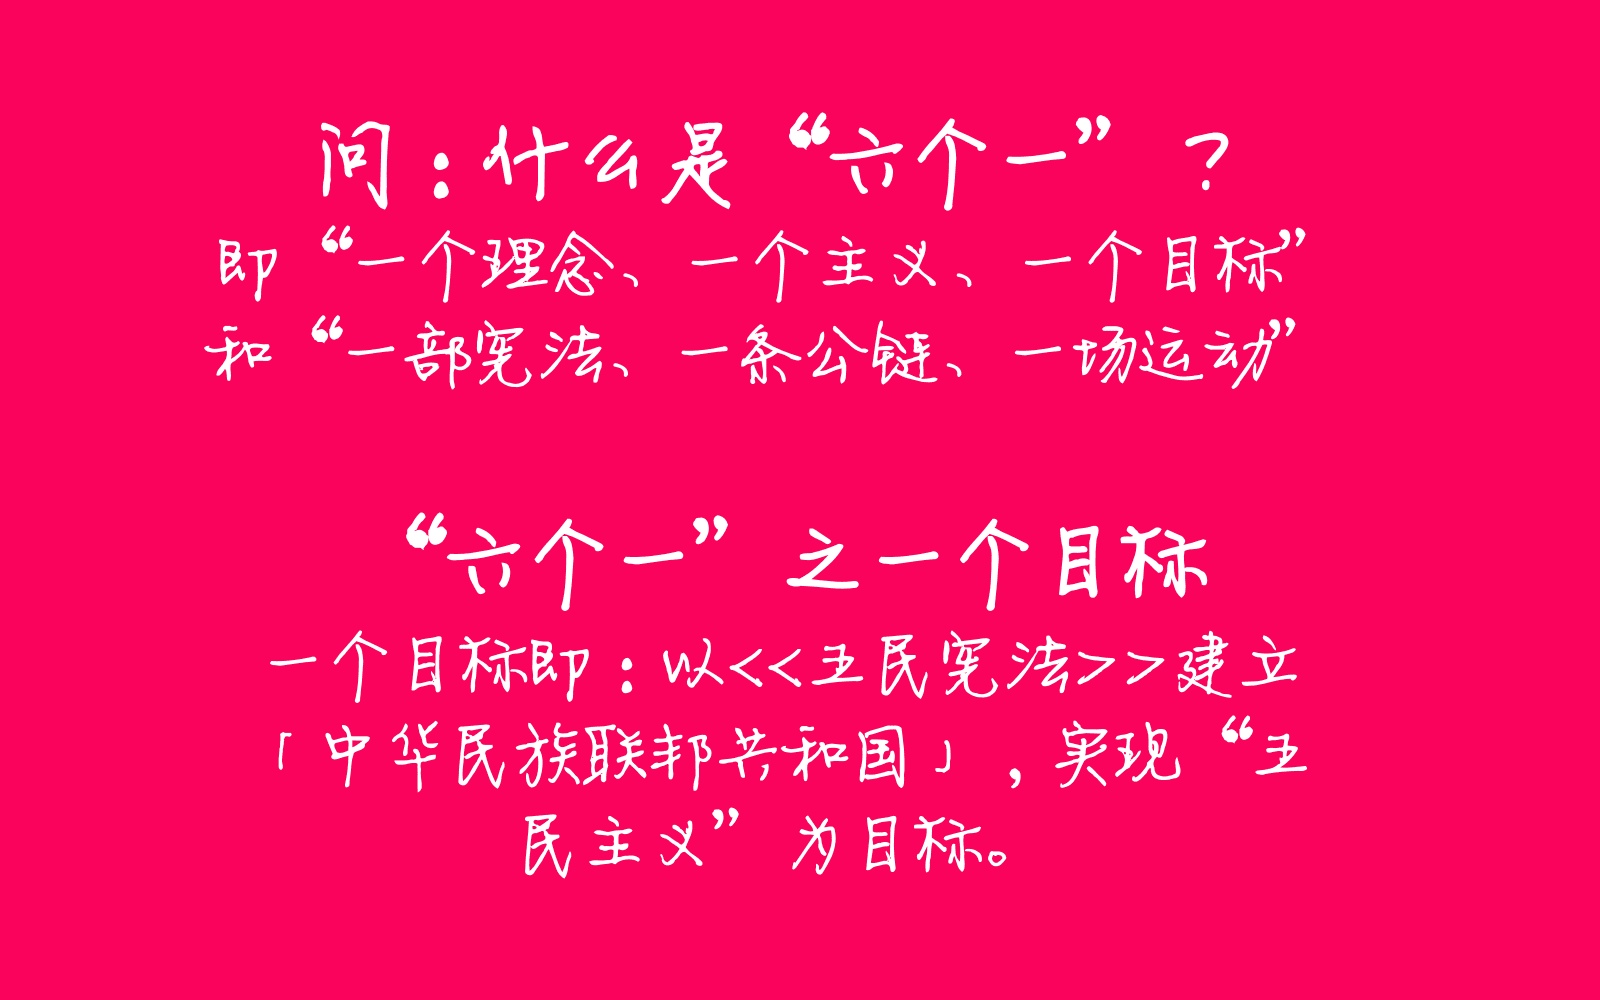 问：什么是“六个一”？
即“一个理念、一个主义、一个目标”
和“一部宪法、一条公链、一场运动”
“六个一”之一个目标
一个目标即：以<<王民宪法>>建立
「中华民族联邦共和国」，实现“王
民主义”为目标。